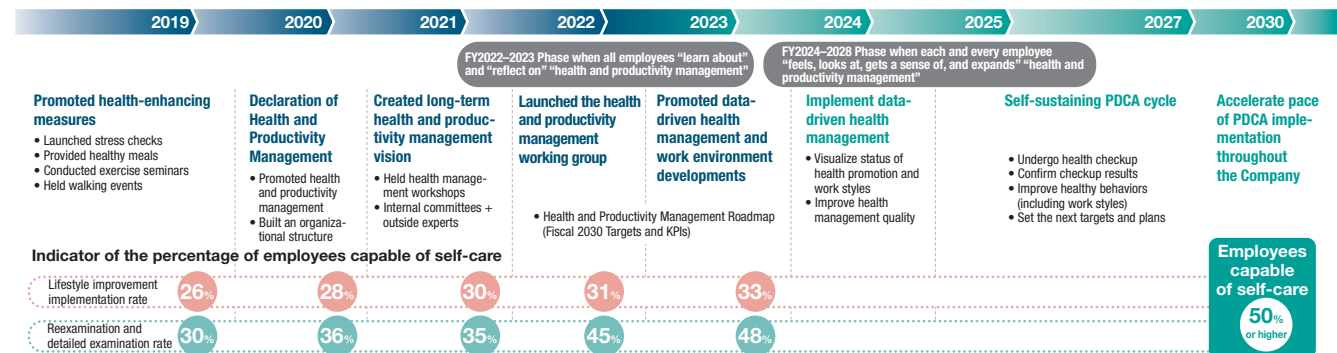 2019 2020 2021 2022 2023 2024 2025 2027 2030
FY2022–2023 Phase when all employees “learn about”
and “reflect on” “health and productivity management”
FY2024–2028 Phase when each and every employee
“feels, looks at, gets a sense of, and expands” “health and
productivity management”
Promoted health-enhancing
measures
• Launched stress checks
• Provided healthy meals
• Conducted exercise seminars
• Held walking events
Declaration of
Health and
Productivity
Management
• Promoted health
and productivity
management
• Built an organiza-
tional structure
Created long-term
health and produc-
tivity management
vision
• Held health manage-
ment workshops
• Internal committees +
outside experts
Launched the health
and productivity
management
working group
Promoted data-
driven health
management and
work environment
developments
• Health and Productivity Management Roadmap
(Fiscal 2030 Targets and KPIs)
Implement data-
driven health
management
• Visualize status of
health promotion and
work styles
• Improve health
management quality
Self-sustaining PDCA cycle
• Undergo health checkup
• Confirm checkup results
• Improve healthy behaviors
(including work styles)
• Set the next targets and plans
Accelerate pace
of PDCA imple-
mentation
throughout
the Company
Indicator of the percentage of employees capable of self-care
Lifestyle improvement
implementation rate
26% 28% 30% 31% 33%
Reexamination and
detailed examination rate
30% 36% 35% 45% 48%
Employees
capable
of self-care
50%
or higher